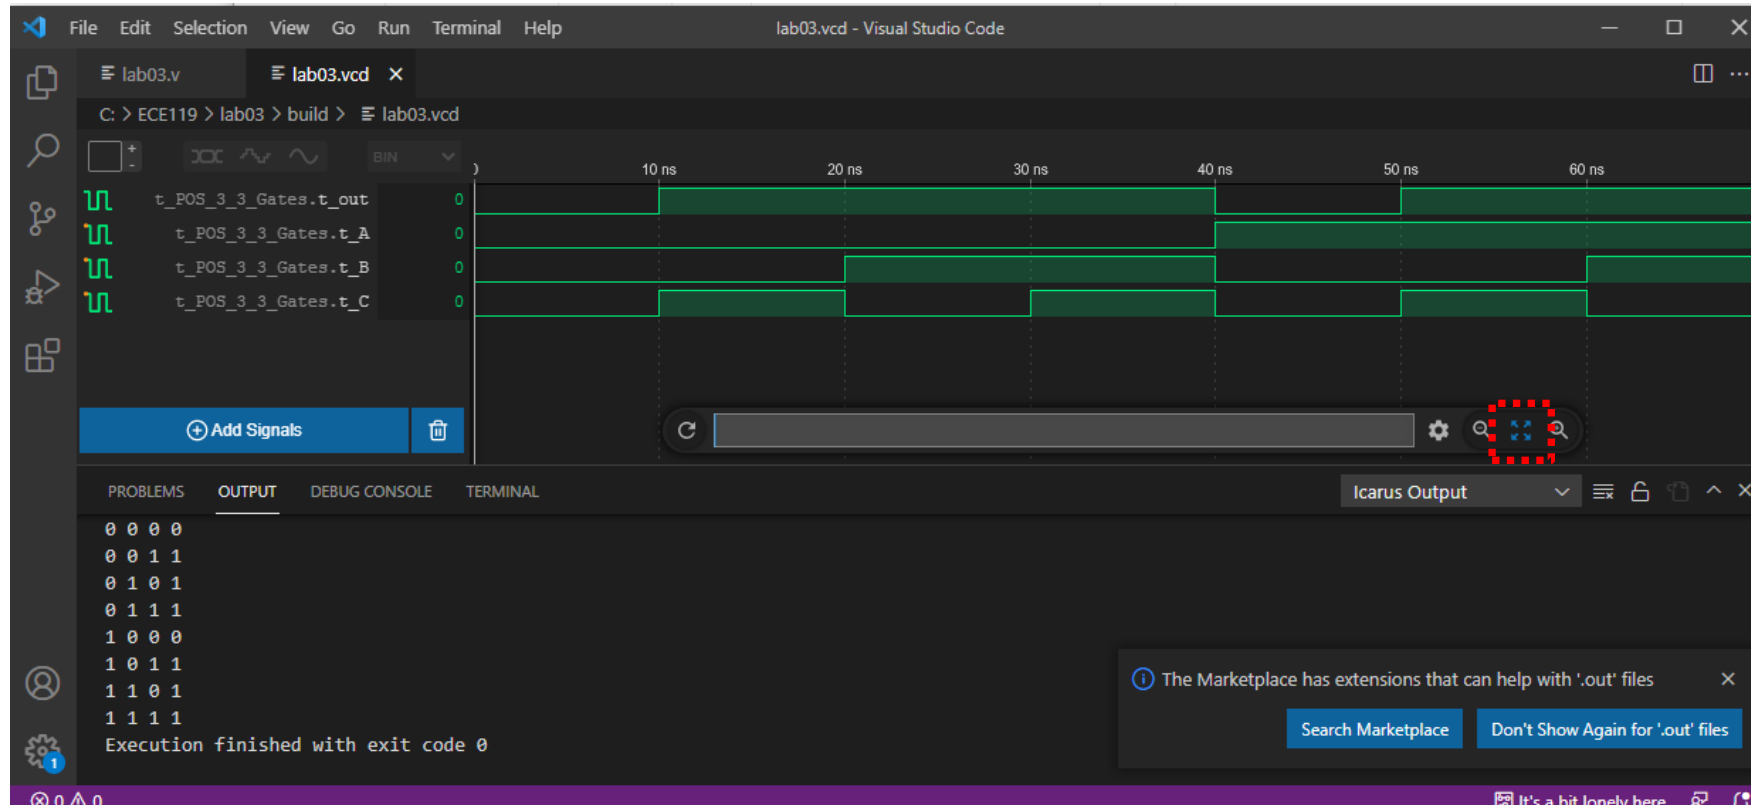 File Edit Selection View Go Run Terminal Help lab03.vcd - Visual Studio Code
lab03.v lab03.vcd
C: > ECE119 > lab03 > build > lab03.vcd
+
-
BIN
10 ns 20 ns 30 ns 40 ns 50 ns 60 ns
t_POS_3_3_Gates.t_out 0
t_POS_3_3_Gates.t_A 0
t_POS_3_3_Gates.t_B 0
t_POS_3_3_Gates.t_C 0
Add Signals
PROBLEMS OUTPUT DEBUG CONSOLE TERMINAL Icarus Output
0 0 0 0
0 0 1 1
0 1 0 1
0 1 1 1
1 0 0 0
1 0 1 1
1 1 0 1
1 1 1 1
Execution finished with exit code 0
The Marketplace has extensions that can help with '.out' files
Search Marketplace Don't Show Again for '.out' files
1
0 0 It's a bit lonely here